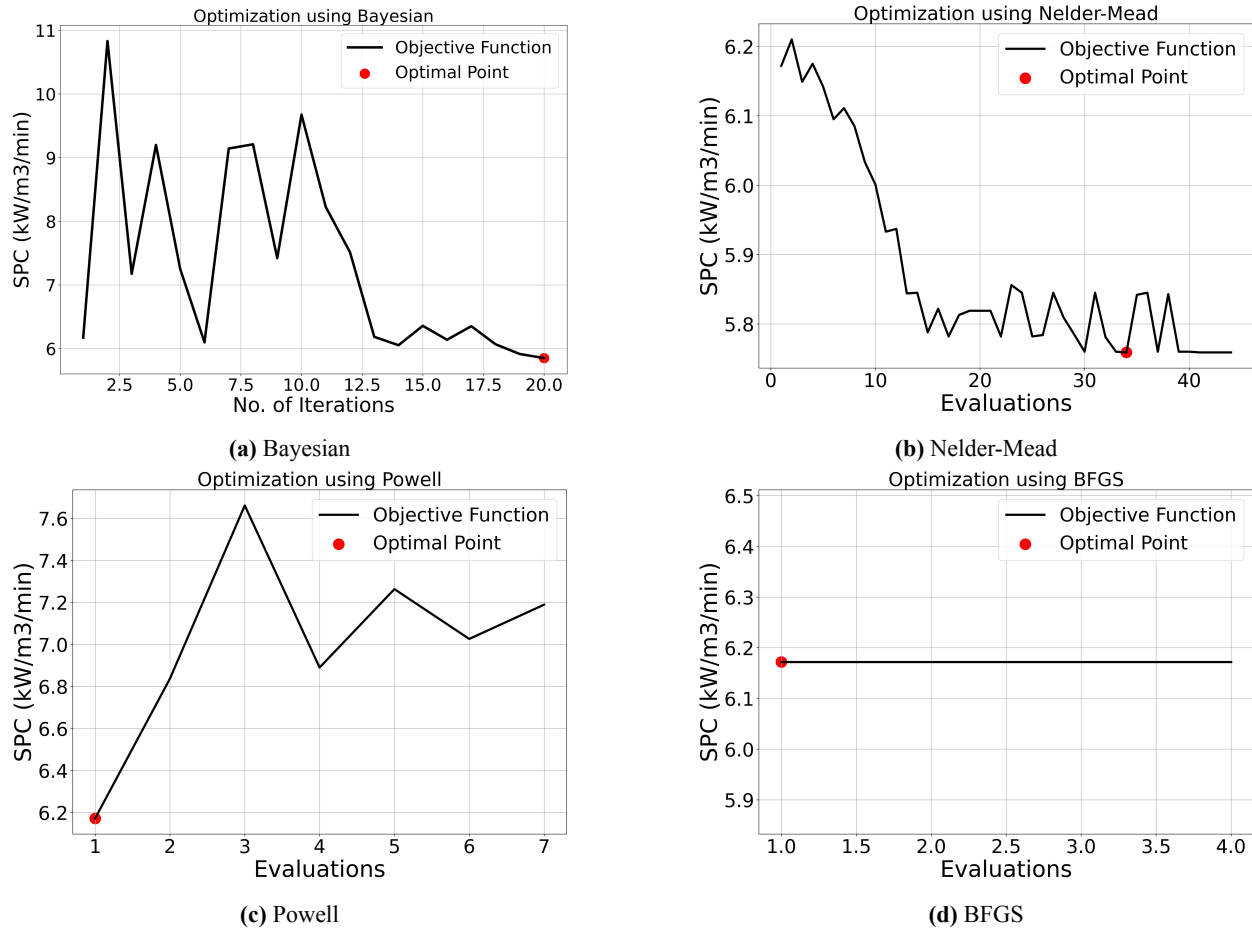 Optimization using Bayesian
SPC (kW/m3/min)
11
10
9
8
7
6
Objective Function
Optimal Point
2.5 5.0 7.5 10.0 12.5 15.0 17.5 20.0
No. of Iterations
(a) Bayesian
Optimization using Nelder-Mead
SPC (kW/m3/min)
6.2
6.1
6.0
5.9
5.8
Objective Function
Optimal Point
0 10 20 30 40
Evaluations
(b) Nelder-Mead
Optimization using Powell
SPC (kW/m3/min)
7.6
7.4
7.2
7.0
6.8
6.6
6.4
6.2
Objective Function
Optimal Point
1 2 3 4 5 6 7
Evaluations
(c) Powell
Optimization using BFGS
SPC (kW/m3/min)
6.5
6.4
6.3
6.2
6.1
6.0
5.9
Objective Function
Optimal Point
1.0 1.5 2.0 2.5 3.0 3.5 4.0
Evaluations
(d) BFGS